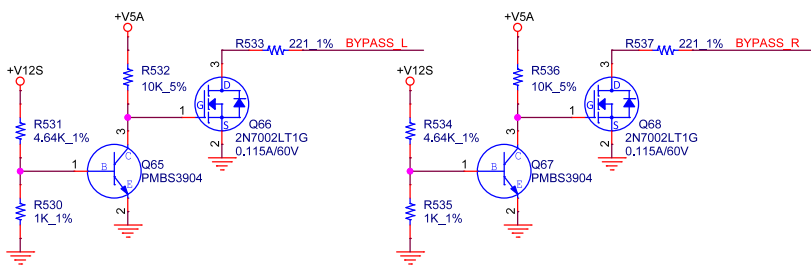 +V5A
+V5A
R533
221_1%
BYPASS_L
R537
221_1%
BYPASS_R
+V12S
R532
10K_5%
3
D
G
S
1
2
Q66
2N7002LT1G
0.115A/60V
R531
4.64K_1%
3
C
B
E
1
2
Q65
PMBS3904
R530
1K_1%
+V12S
R536
10K_5%
3
D
G
S
1
2
Q68
2N7002LT1G
0.115A/60V
R534
4.64K_1%
3
C
B
E
1
2
Q67
PMBS3904
R535
1K_1%